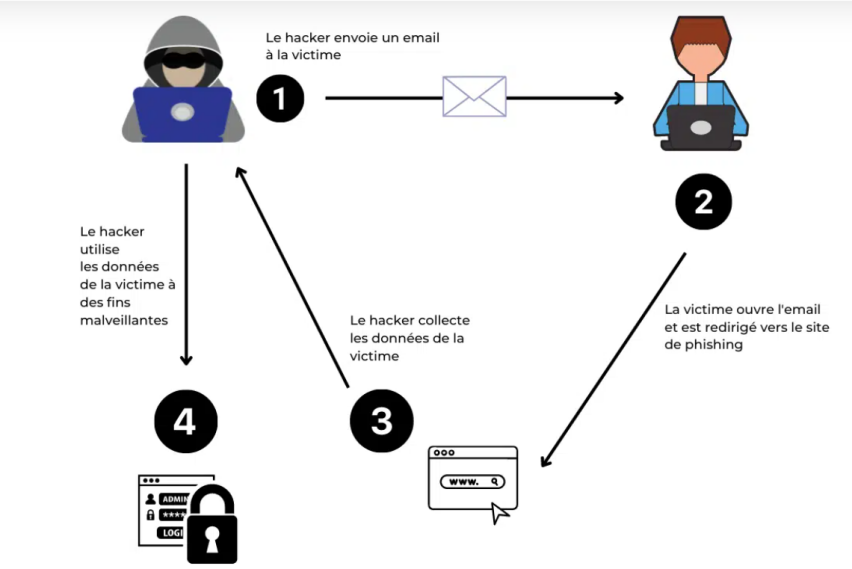 Le hacker envoie un email
à la victime
1
2
Le hacker
utilise
les données
de la victime à
des fins
malveillantes
La victime ouvre l'email
et est redirigé vers le site
de phishing
Le hacker collecte
les données de la
victime
3
4
www.
ADMIN
****
LOGI